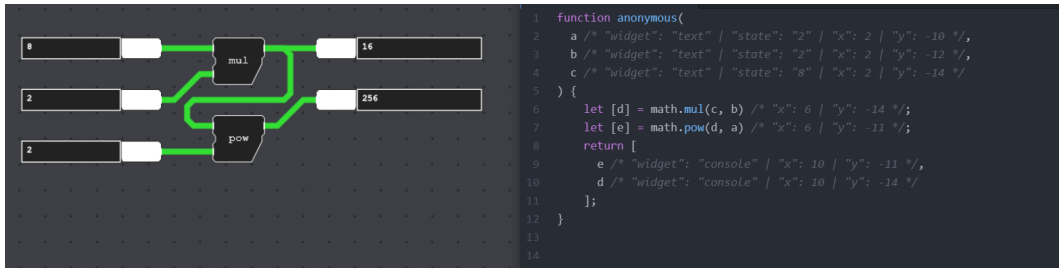 8
mul
16
2
256
pow
2
1 function anonymous(
2 a /* "widget": "text" | "state": "2" | "x": 2 | "y": -10 */,
3 b /* "widget": "text" | "state": "2" | "x": 2 | "y": -12 */,
4 c /* "widget": "text" | "state": "8" | "x": 2 | "y": -14 */
5 ) {
6 let [d] = math.mul(c, b) /* "x": 6 | "y": -14 */;
7 let [e] = math.pow(d, a) /* "x": 6 | "y": -11 */;
8 return [
9 e /* "widget": "console" | "x": 10 | "y": -11 */,
10 d /* "widget": "console" | "x": 10 | "y": -14 */
11 ];
12 }
13
14